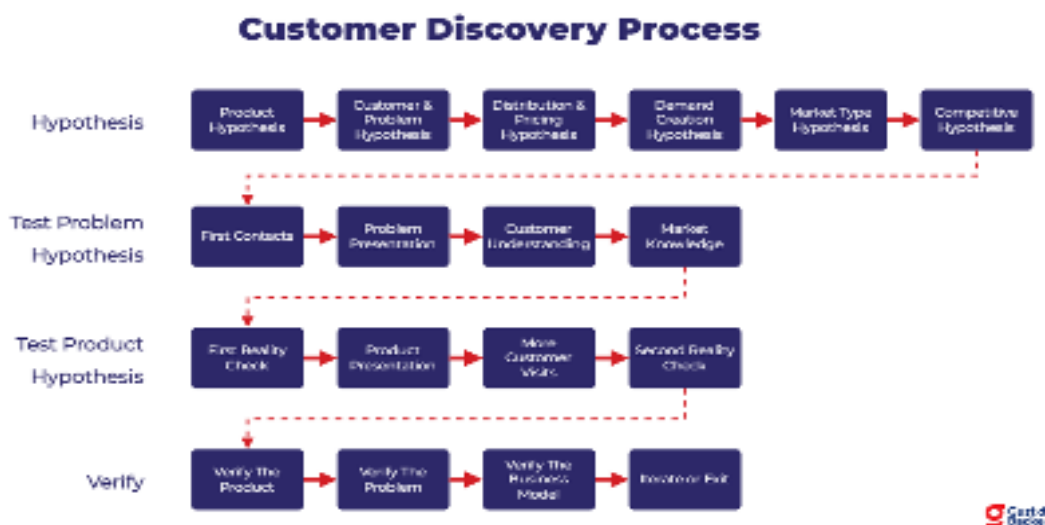 Customer Discovery Process
Hypothesis
Product
Hypothesis
Customer &
Problem
Hypothesis
Distribution &
Pricing
Hypothesis
Demand
Creation
Hypothesis
Market Type
Hypothesis
Competitive
Hypothesis
Test Problem
Hypothesis
First Contacts
Problem
Presentation
Customer
Understanding
Market
Knowledge
Test Product
Hypothesis
First Reality
Check
Product
Presentation
More
Customer
Visits
Second Reality
Check
Verify
Verify The
Product
Verify The
Problem
Verify The
Business
Model
Iterate or Exit